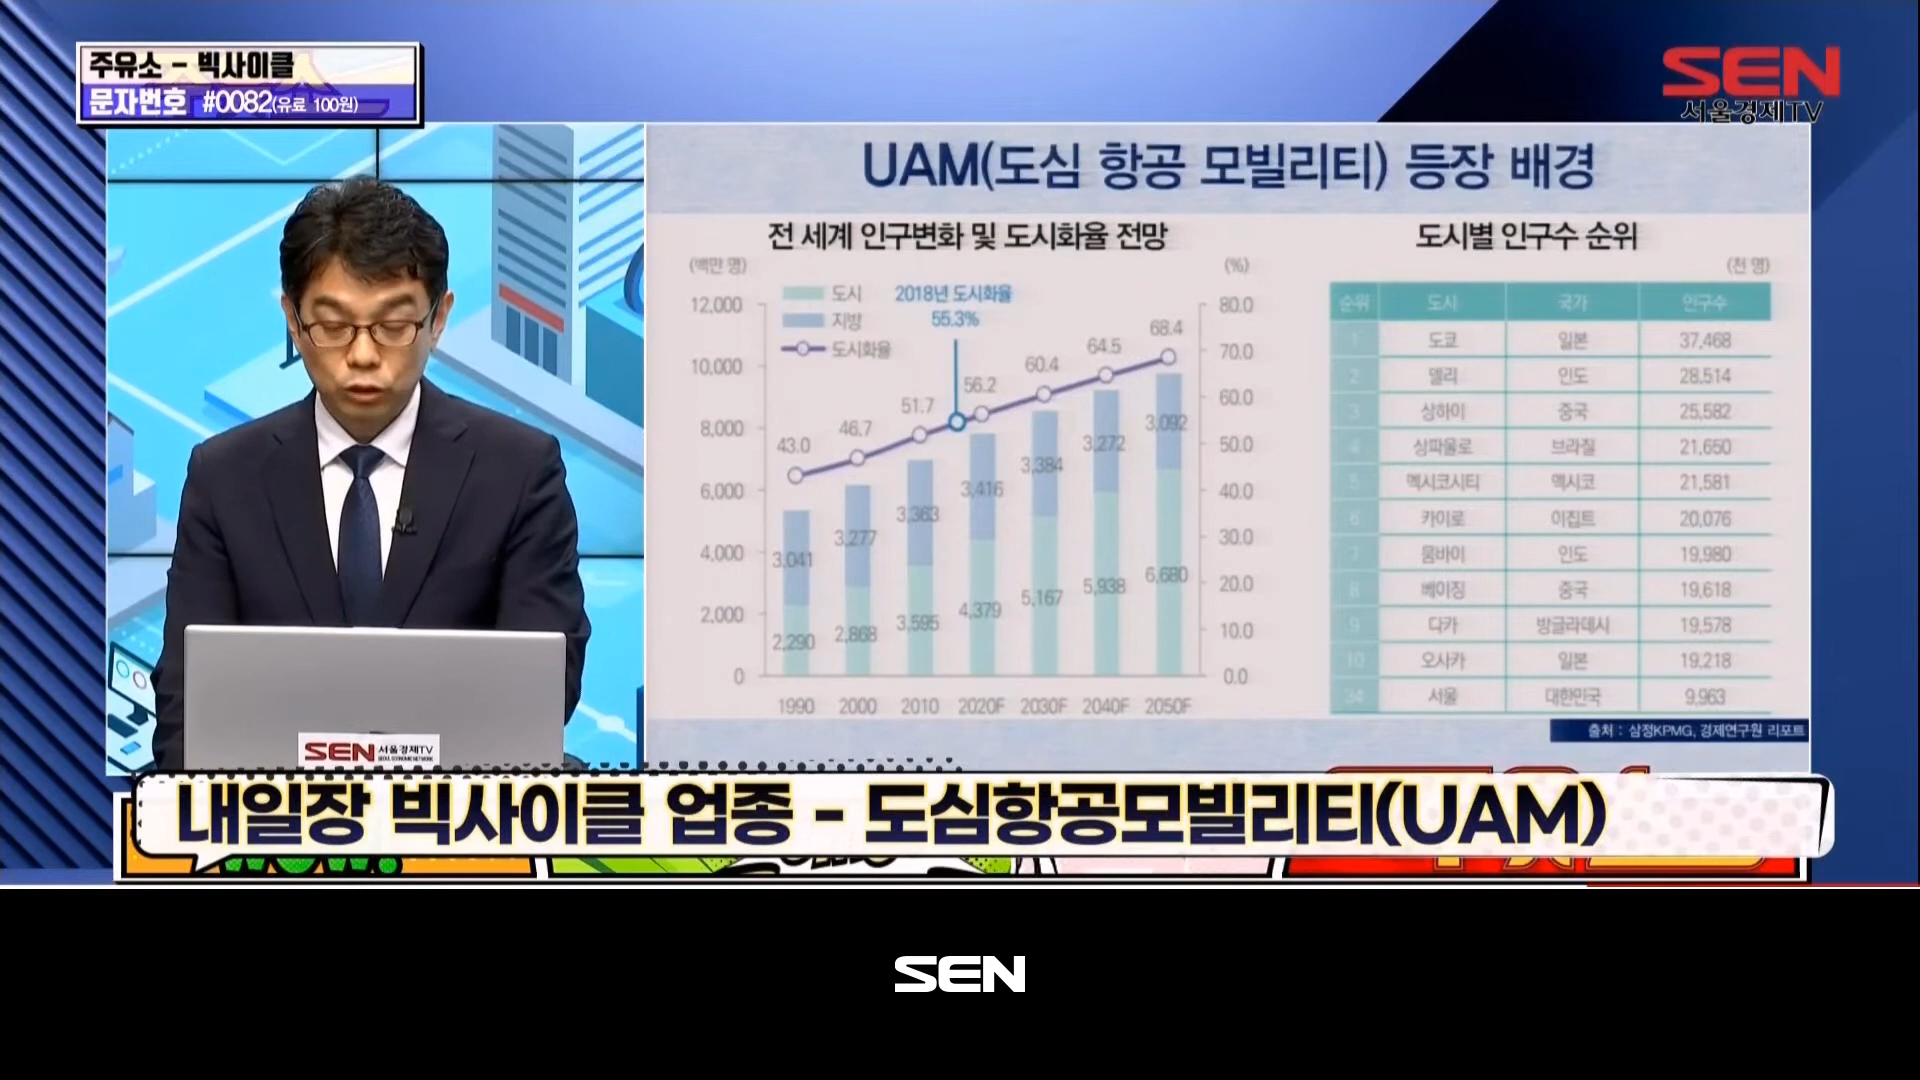 주유소 - 빅사이클
문자번호 #0082(유료 100원)
SEN
서울경제TV
UAM(도심 항공 모빌리티) 등장 배경
전 세계 인구변화 및 도시화율 전망
(백만 명)
(%)
도시
지방
도시화율
2018년 도시화율
55.3%
12,000
10,000
8,000
6,000
4,000
2,000
0
80.0
70.0
60.0
50.0
40.0
30.0
20.0
10.0
0.0
43.0
46.7
51.7
56.2
60.4
64.5
68.4
3,041
3,277
3,363
3,416
3,384
3,272
3,092
2,290
2,868
3,595
4,379
5,167
5,938
6,680
1990 2000 2010 2020F 2030F 2040F 2050F
도시별 인구수 순위
(천 명)
순위 도시 국가 인구수
1 도쿄 일본 37,468
2 델리 인도 28,514
3 상하이 중국 25,582
4 상파울로 브라질 21,650
5 멕시코시티 멕시코 21,581
6 카이로 이집트 20,076
7 뭄바이 인도 19,980
8 베이징 중국 19,618
9 다카 방글라데시 19,578
10 오사카 일본 19,218
34 서울 대한민국 9,963
출처 : 삼정KPMG, 경제연구원 리포트
SEN 서울경제TV
내일장 빅사이클 업종 - 도심항공모빌리티(UAM)
SEN